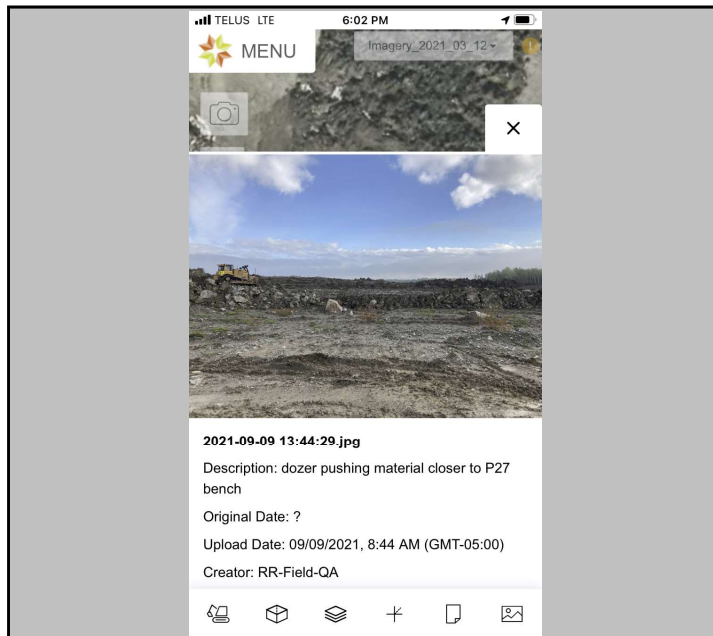 TELUS LTE 6:02 PM
MENU
Imagery_2021_03_12
2021-09-09 13:44:29.jpg
Description: dozer pushing material closer to P27
bench
Original Date: ?
Upload Date: 09/09/2021, 8:44 AM (GMT-05:00)
Creator: RR-Field-QA